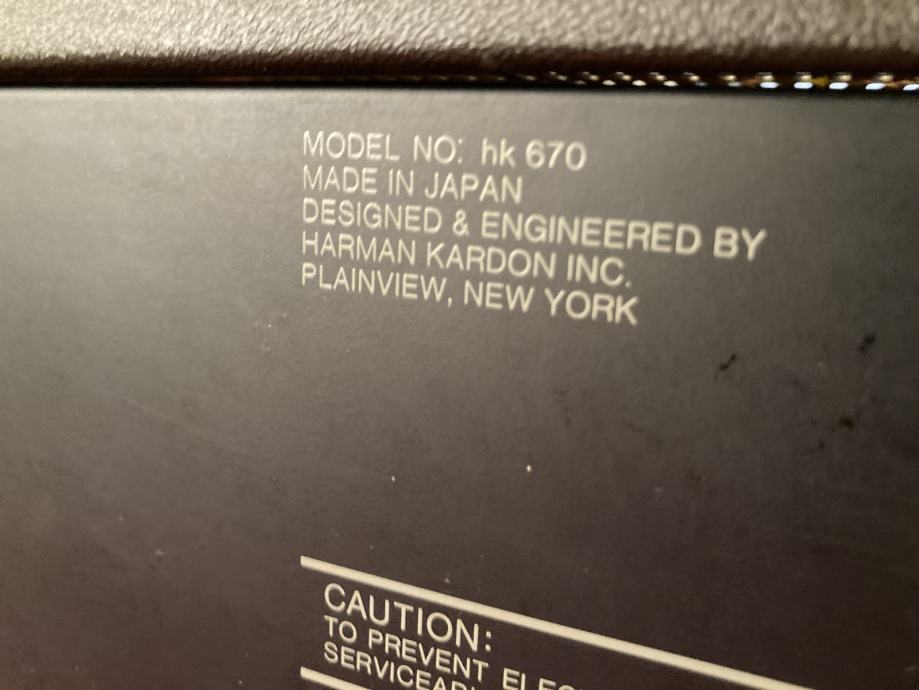 MODEL NO: hk 670
MADE IN JAPAN
DESIGNED & ENGINEERED BY
HARMAN KARDON INC.
PLAINVIEW, NEW YORK
CAUTION:
TO PREVENT